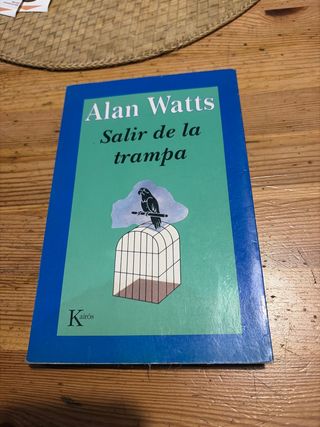 Alan Watts
Salir de la
trampa
Kairós